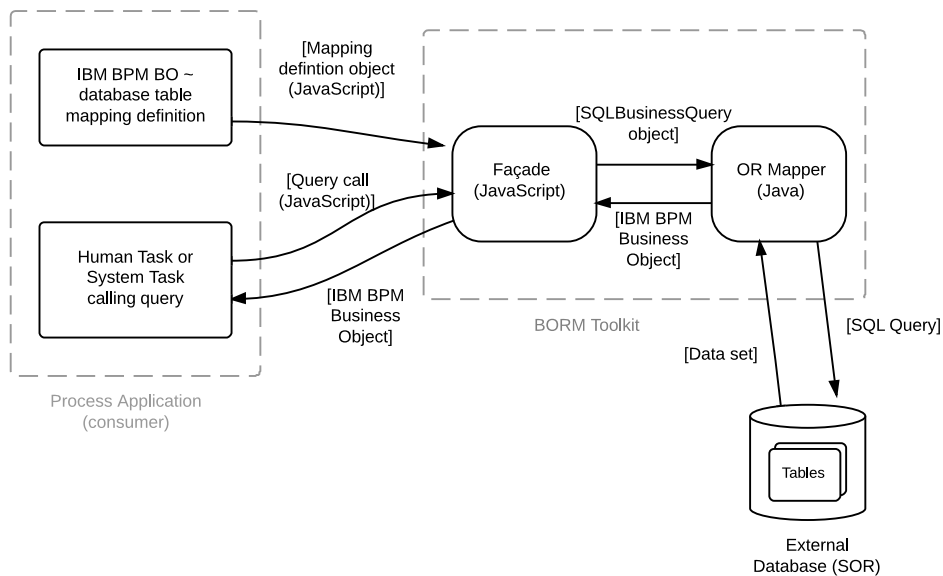 IBM BPM BO ~
database table
mapping definition
[Mapping
defintion object
(JavaScript)]
[SQLBusinessQuery
object]
Façade
(JavaScript)
OR Mapper
(Java)
[Query call
(JavaScript)]
[IBM BPM
Business
Object]
Human Task or
System Task
calling query
[IBM BPM
Business
Object]
BORM Toolkit
[SQL Query]
[Data set]
Process Application
(consumer)
Tables
External
Database (SOR)